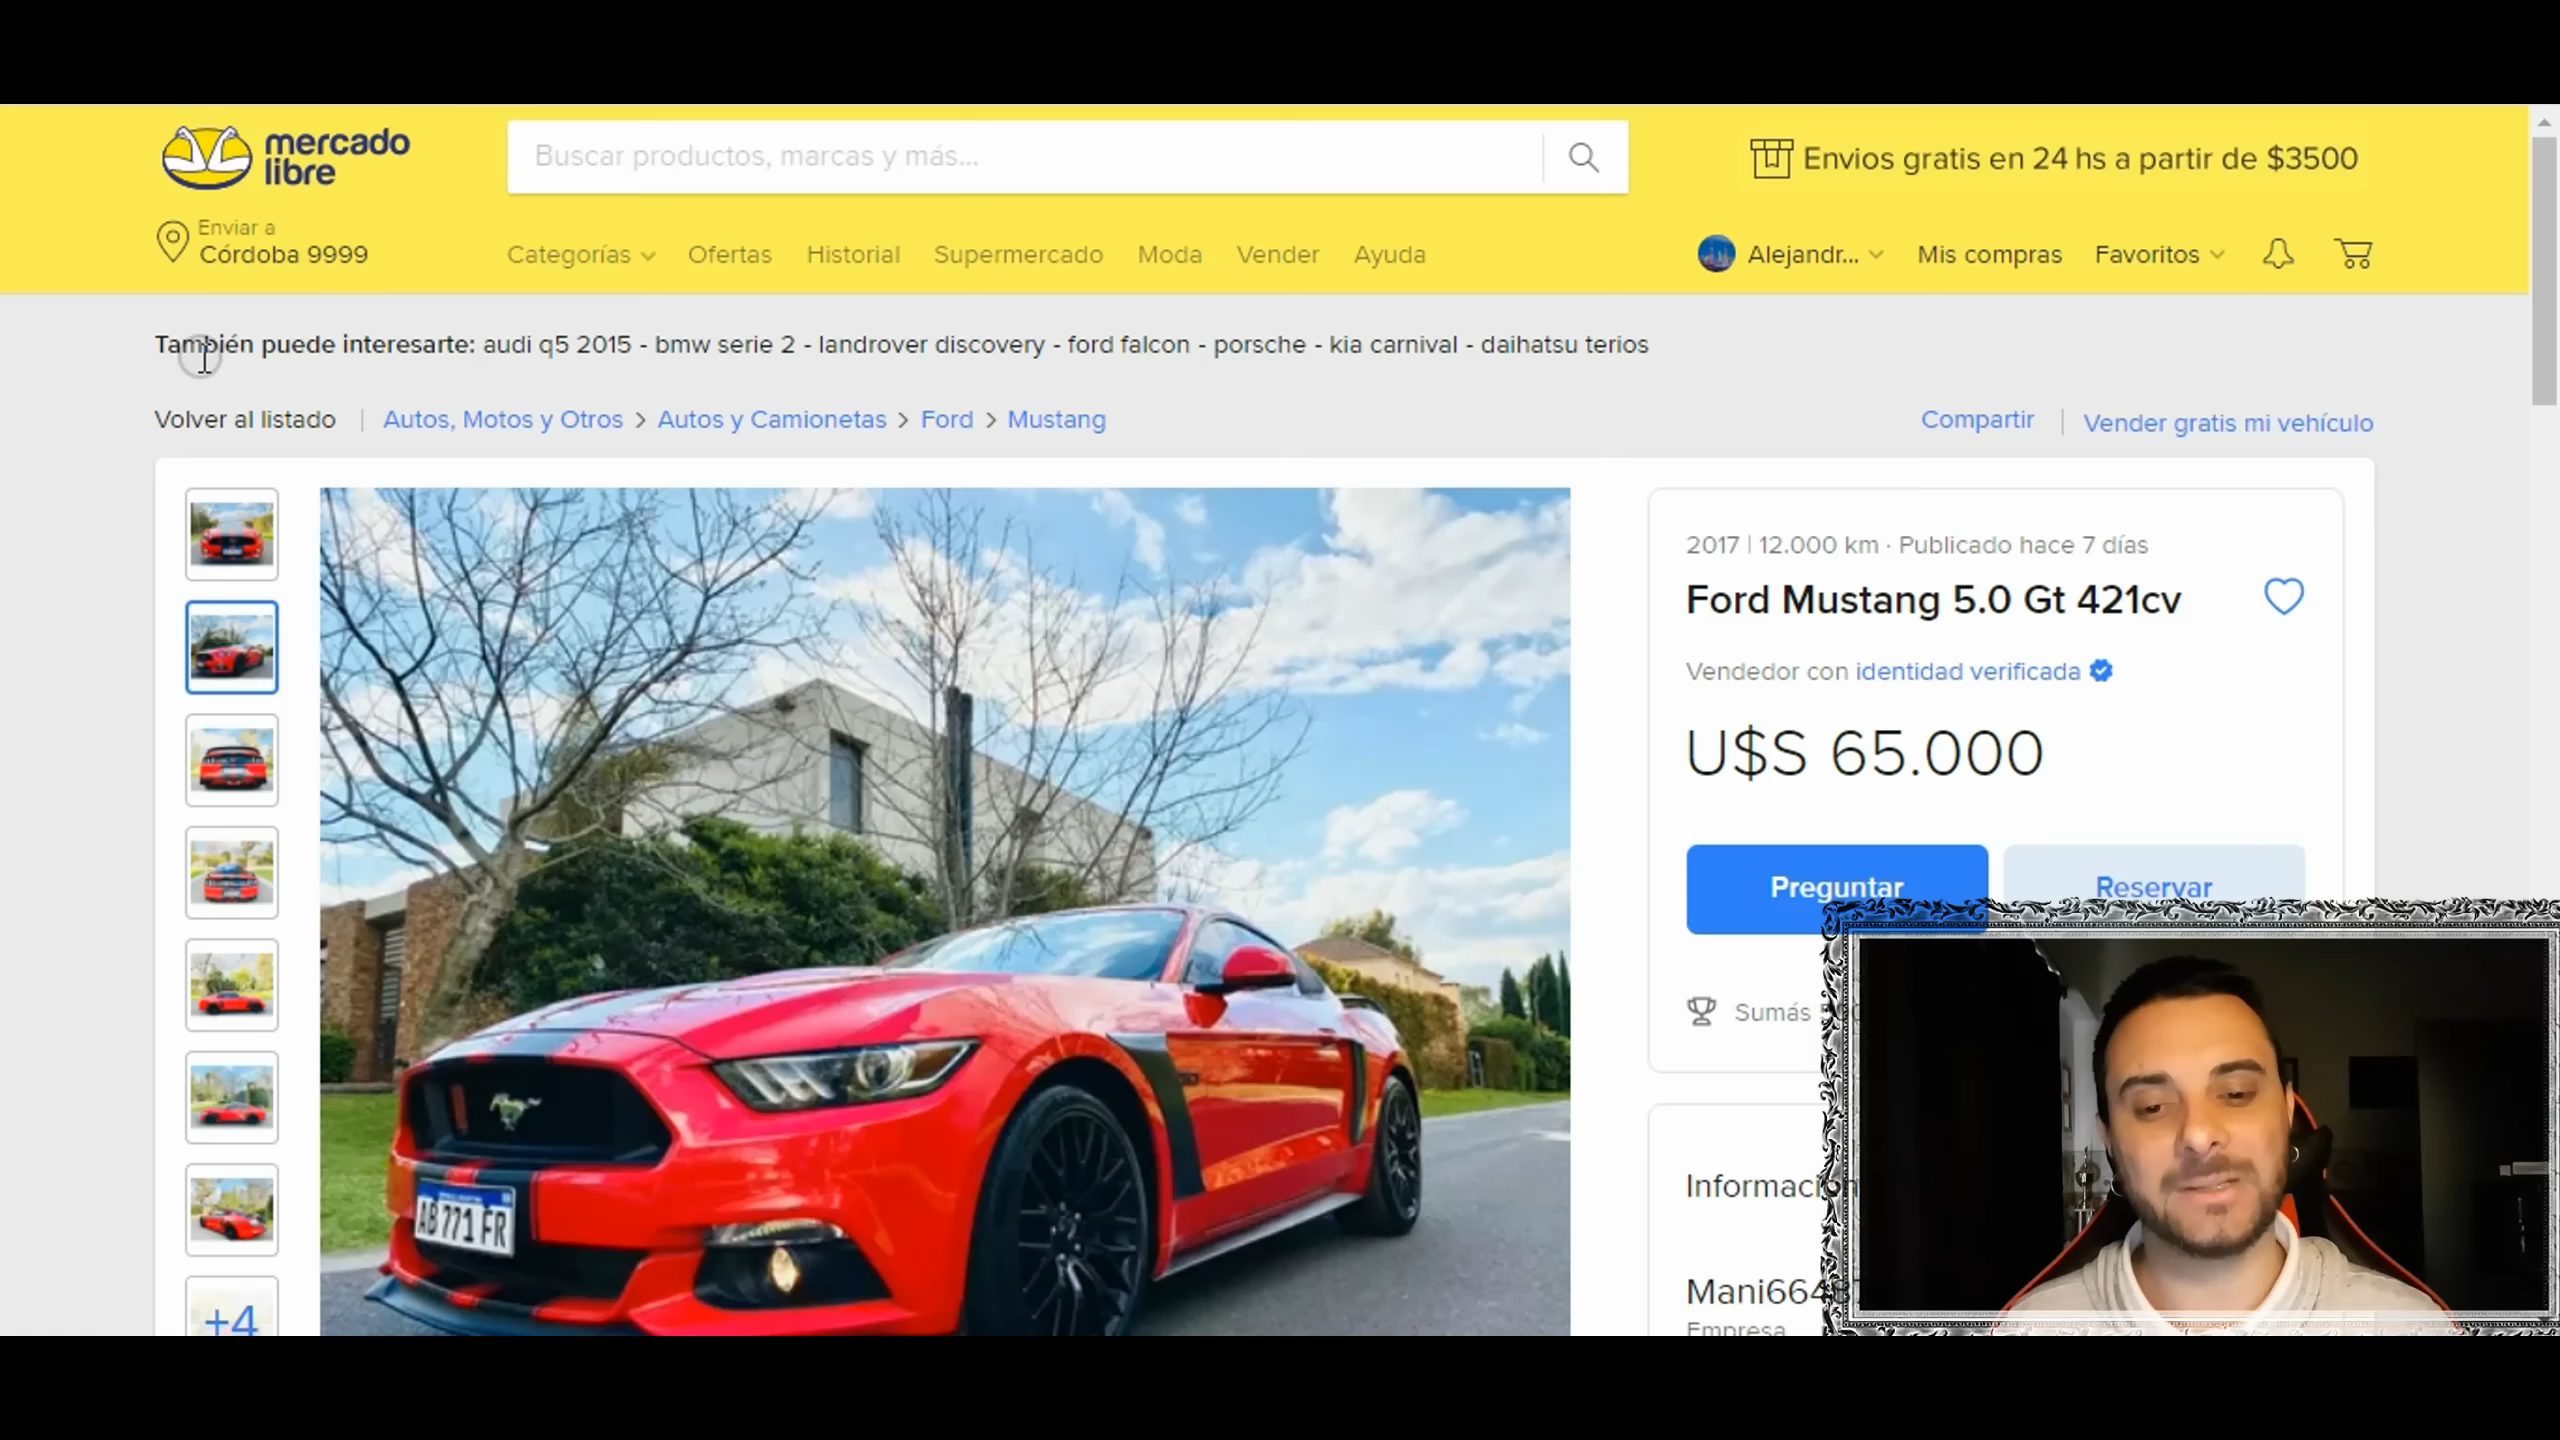 mercado
libre
Buscar productos, marcas y más...
Envios gratis en 24 hs a partir de $3500
Enviar a
Córdoba 9999
Categorías
Ofertas
Historial
Supermercado
Moda
Vender
Ayuda
Alejandr...
Mis compras
Favoritos
También puede interesarte: audi q5 2015 - bmw serie 2 - landrover discovery - ford falcon - porsche - kia carnival - daihatsu terios
Volver al listado | Autos, Motos y Otros > Autos y Camionetas > Ford > Mustang
Compartir | Vender gratis mi vehículo
2017 | 12.000 km · Publicado hace 7 días
Ford Mustang 5.0 Gt 421cv
Vendedor con identidad verificada
U$S 65.000
Preguntar
Reservar
Sumás
Información
Mani664
Empresa
AB 771 FR
+4